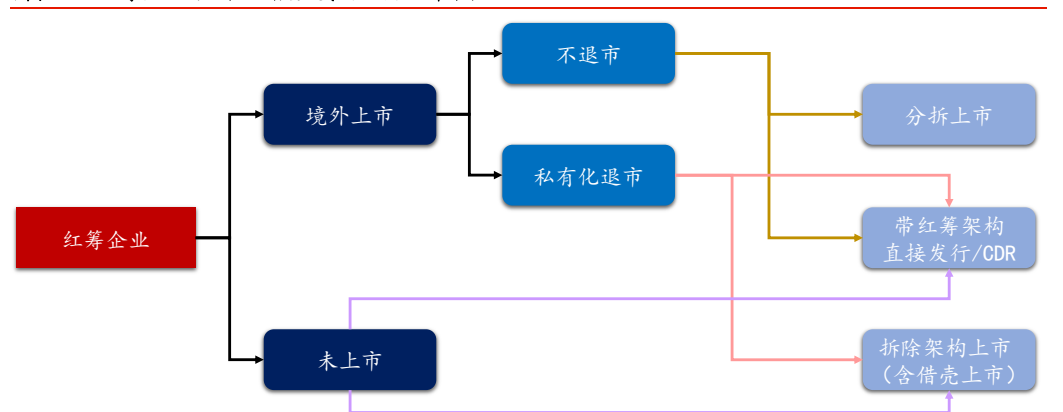 不退市
境外上市
分拆上市
私有化退市
红筹企业
带红筹架构
直接发行/CDR
未上市
拆除架构上市
（含借壳上市）